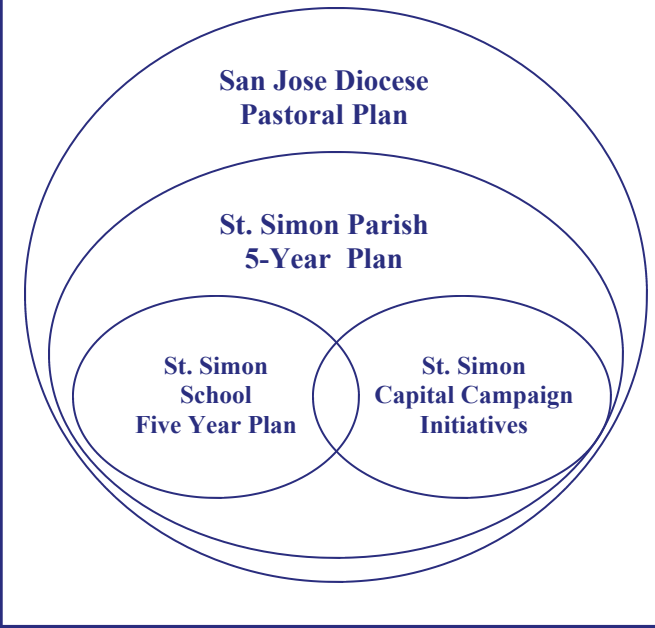 San Jose Diocese
Pastoral Plan
St. Simon Parish
5-Year Plan
St. Simon
School
Five Year Plan
St. Simon
Capital Campaign
Initiatives